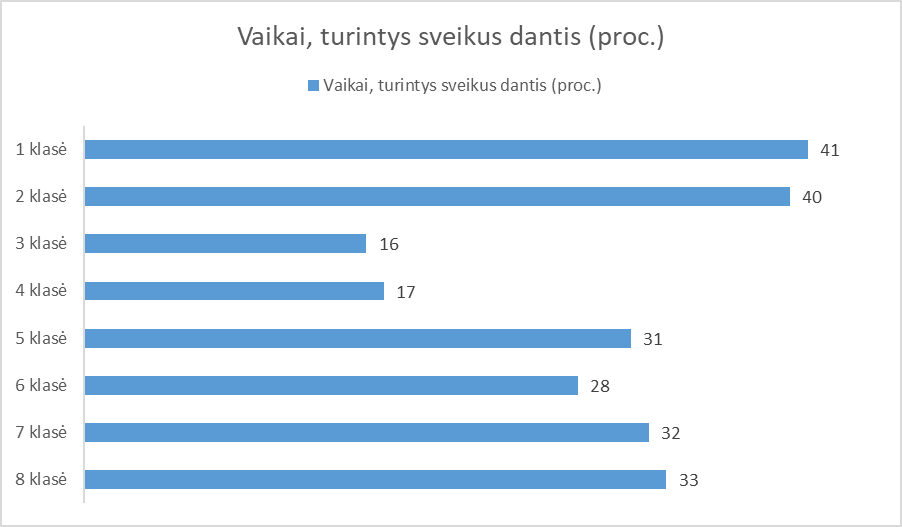 Vaikai, turintys sveikus dantis (proc.)
Vaikai, turintys sveikus dantis (proc.)
1 klasė 41
2 klasė 40
3 klasė 16
4 klasė 17
5 klasė 31
6 klasė 28
7 klasė 32
8 klasė 33